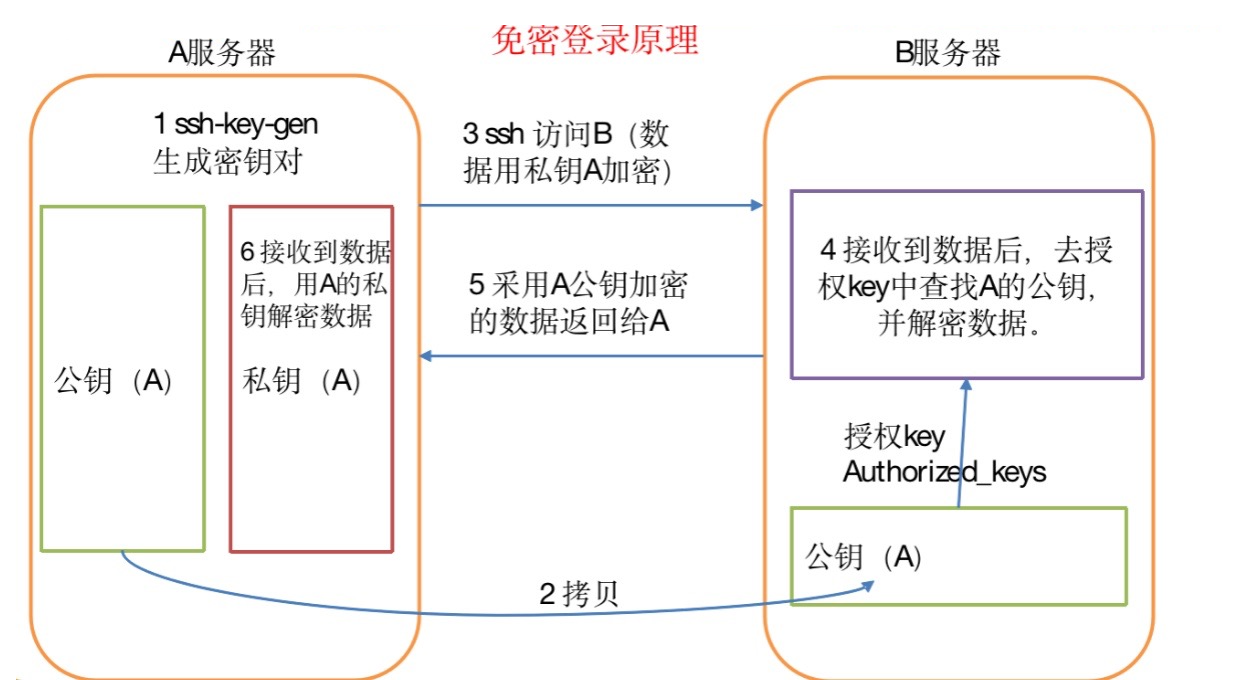 免密登录原理
A服务器
B服务器
1 ssh-key-gen
生成密钥对
3 ssh 访问B（数
据用私钥A加密）
6 接收到数据
后，用A的私
钥解密数据
4 接收到数据后，去授
权key中查找A的公钥，
并解密数据。
5 采用A公钥加密
的数据返回给A
公钥（A）
私钥（A）
授权key
Authorized_keys
公钥（A）
2 拷贝